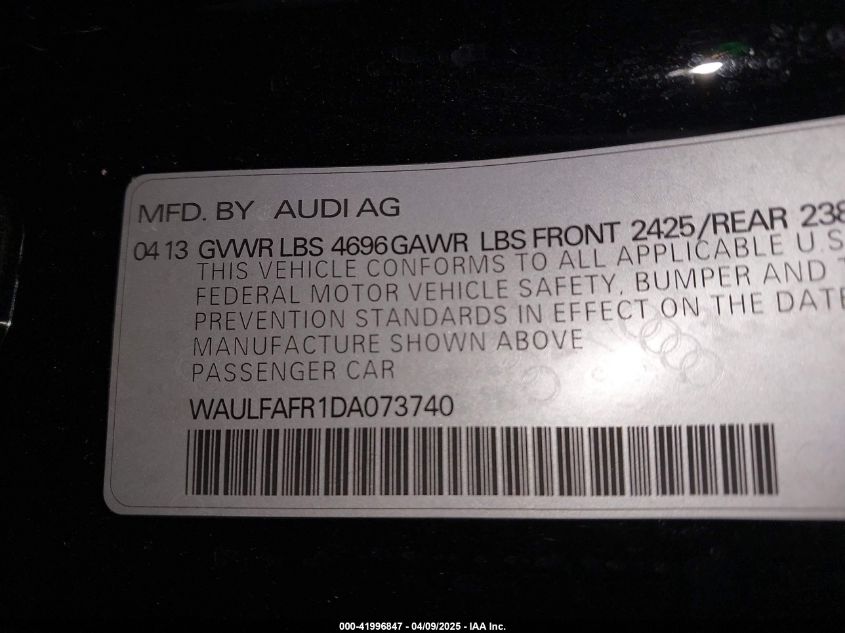 MFD. BY AUDI AG
04 13 GVWR LBS 4696 GAWR LBS FRONT 2425/REAR 238
THIS VEHICLE CONFORMS TO ALL APPLICABLE U.S
FEDERAL MOTOR VEHICLE SAFETY, BUMPER AND T
PREVENTION STANDARDS IN EFFECT ON THE DATE
MANUFACTURE SHOWN ABOVE
PASSENGER CAR
WAULFAFR1DA073740
000-41996847 - 04/09/2025 - IAA Inc.